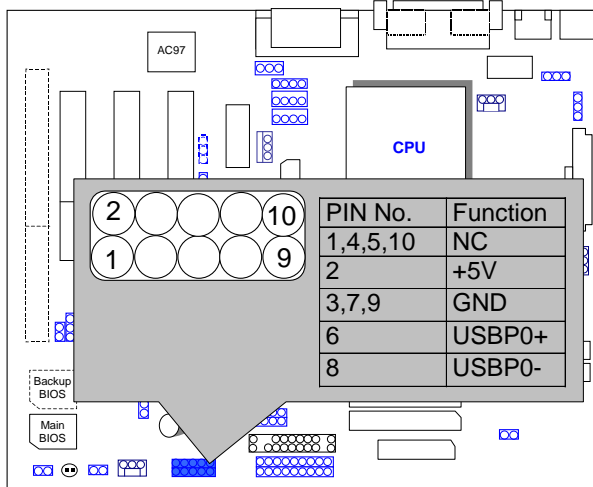 AC97
CPU
2 10
1 9
PIN No. Function
1,4,5,10 NC
2 +5V
3,7,9 GND
6 USBP0+
8 USBP0-
Backup
BIOS
Main
BIOS